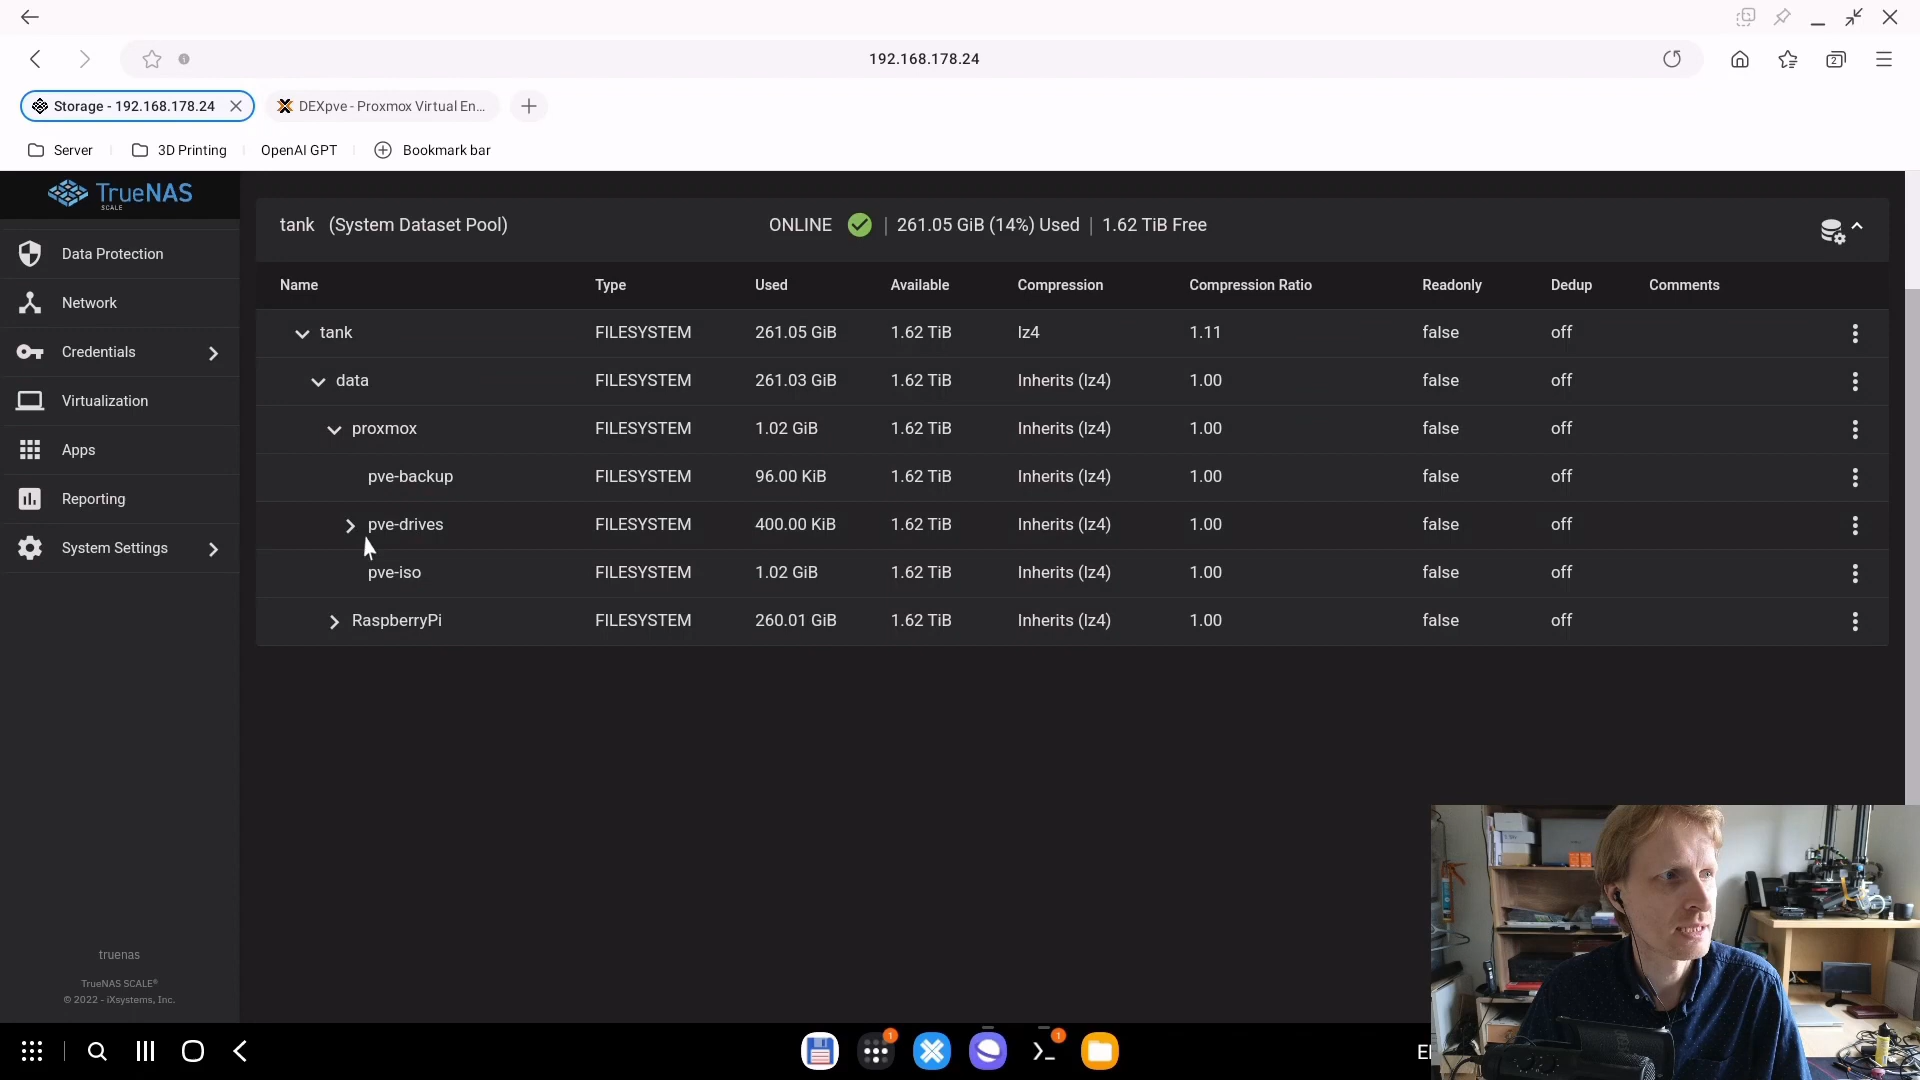 192.168.178.24
Storage - 192.168.178.24
DEXpve - Proxmox Virtual En...
2
Server
3D Printing
OpenAI GPT
Bookmark bar
TrueNAS
SCALE
Data Protection
Network
Credentials
Virtualization
Apps
Reporting
System Settings
truenas
TrueNAS SCALE®
© 2022 - iXsystems, Inc.
tank (System Dataset Pool) ONLINE | 261.05 GiB (14%) Used | 1.62 TiB Free
Name Type Used Available Compression Compression Ratio Readonly Dedup Comments
tank FILESYSTEM 261.05 GiB 1.62 TiB lz4 1.11 false off
data FILESYSTEM 261.03 GiB 1.62 TiB Inherits (lz4) 1.00 false off
proxmox FILESYSTEM 1.02 GiB 1.62 TiB Inherits (lz4) 1.00 false off
pve-backup FILESYSTEM 96.00 KiB 1.62 TiB Inherits (lz4) 1.00 false off
pve-drives FILESYSTEM 400.00 KiB 1.62 TiB Inherits (lz4) 1.00 false off
pve-iso FILESYSTEM 1.02 GiB 1.62 TiB Inherits (lz4) 1.00 false off
RaspberryPi FILESYSTEM 260.01 GiB 1.62 TiB Inherits (lz4) 1.00 false off
1
1